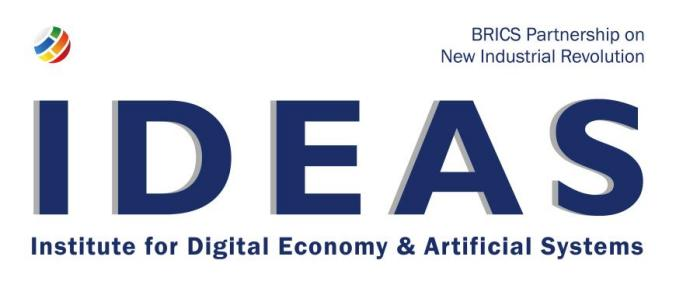 BRICS Partnership on
New Industrial Revolution
IDEAS
Institute for Digital Economy & Artificial Systems